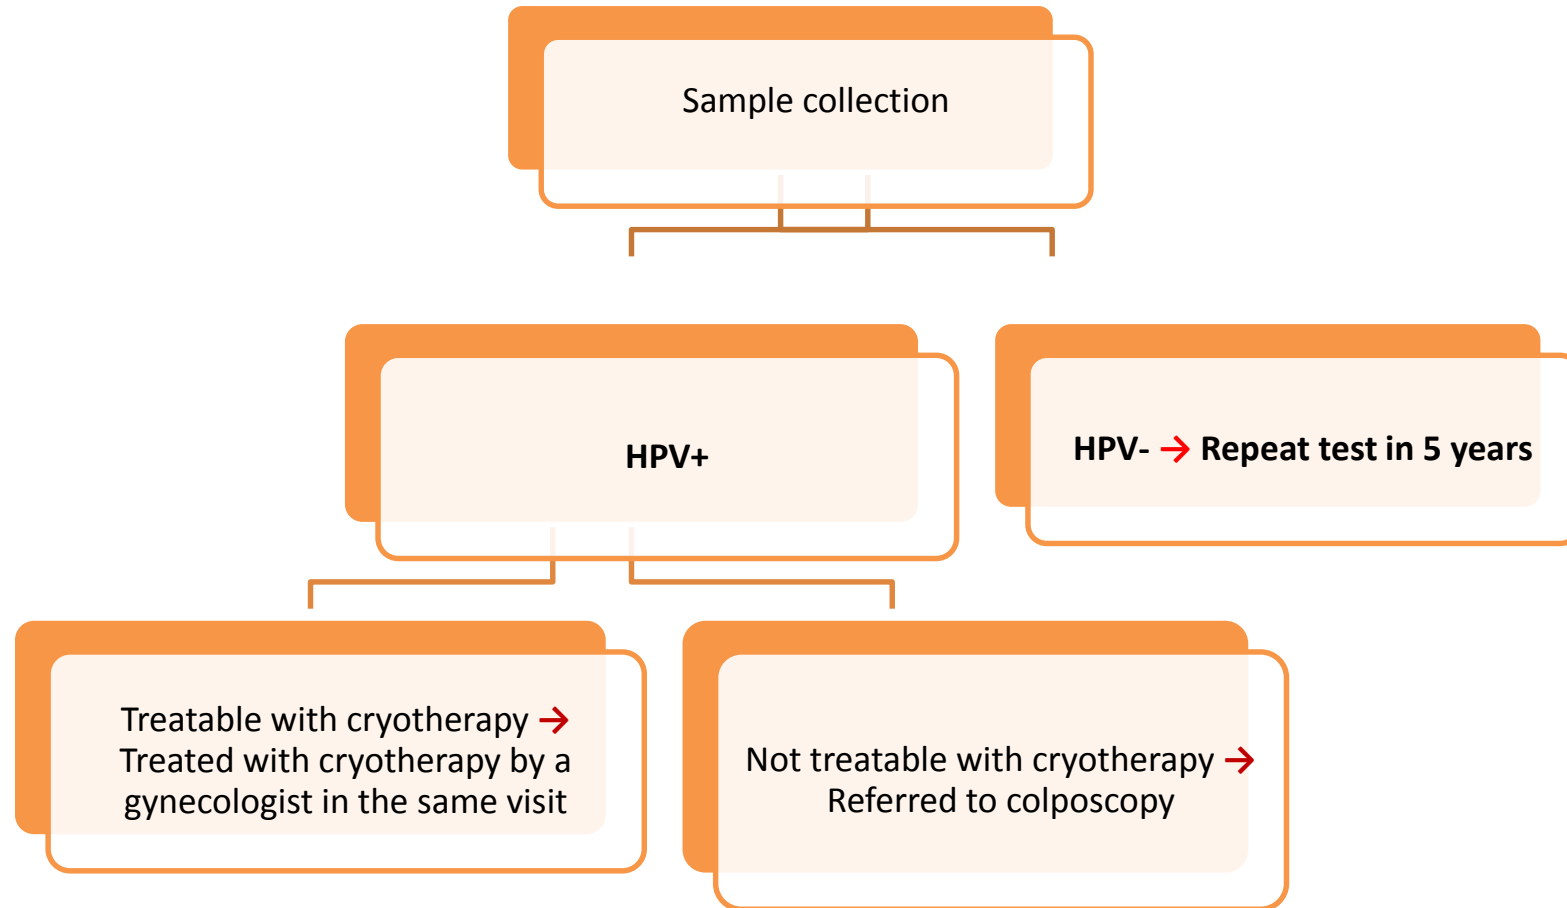 Sample collection
HPV+
HPV- → Repeat test in 5 years
Treatable with cryotherapy →
Treated with cryotherapy by a
gynecologist in the same visit
Not treatable with cryotherapy →
Referred to colposcopy